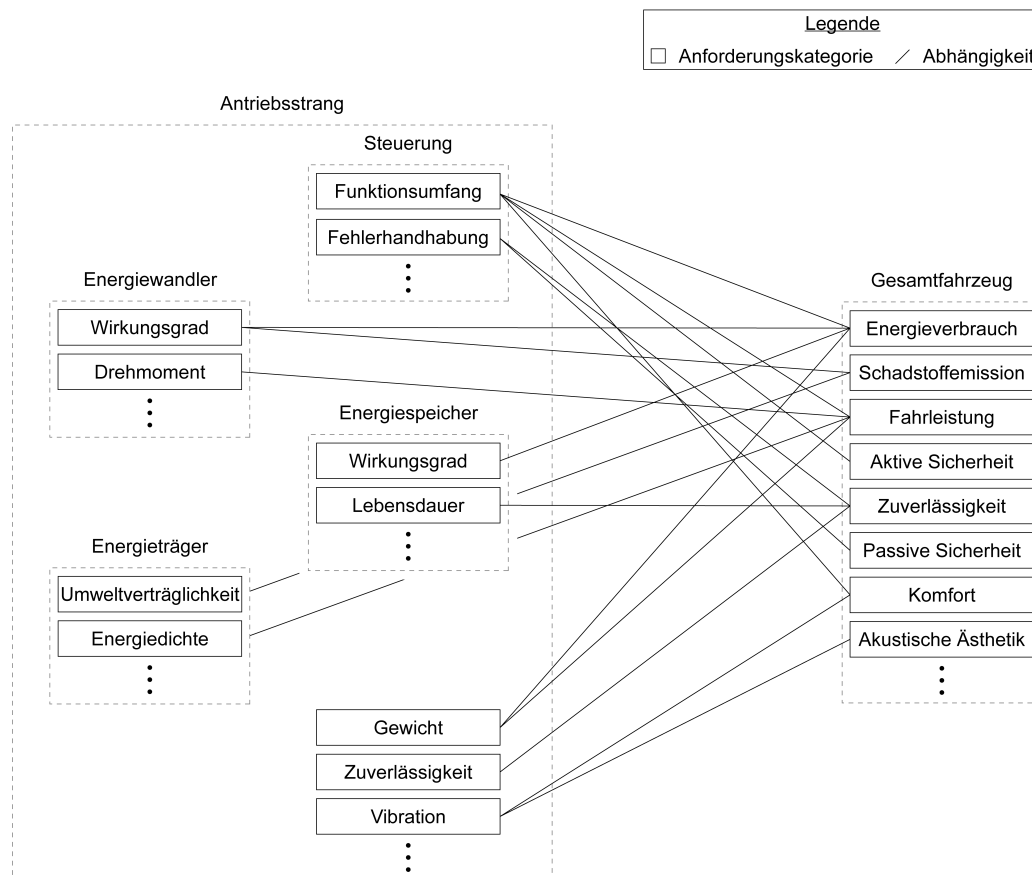 Legende
Anforderungskategorie
Abhängigkeit
Antriebsstrang
Steuerung
Funktionsumfang
Fehlerhandhabung
Energiewandler
Wirkungsgrad
Drehmoment
Energiespeicher
Wirkungsgrad
Lebensdauer
Energieträger
Umweltverträglichkeit
Energiedichte
Gewicht
Zuverlässigkeit
Vibration
Gesamtfahrzeug
Energieverbrauch
Schadstoffemission
Fahrleistung
Aktive Sicherheit
Zuverlässigkeit
Passive Sicherheit
Komfort
Akustische Ästhetik